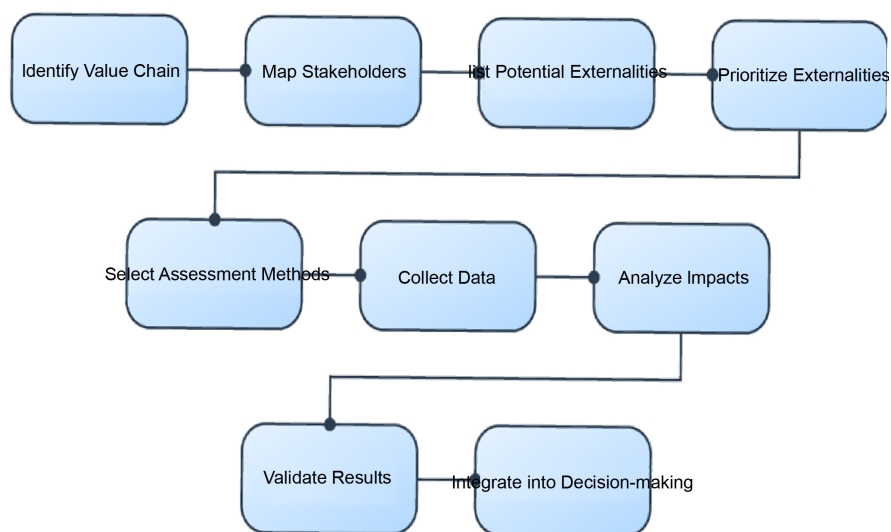 Identify Value Chain
Map Stakeholders
list Potential Externalities
Prioritize Externalities
Select Assessment Methods
Collect Data
Analyze Impacts
Validate Results
Integrate into Decision-making